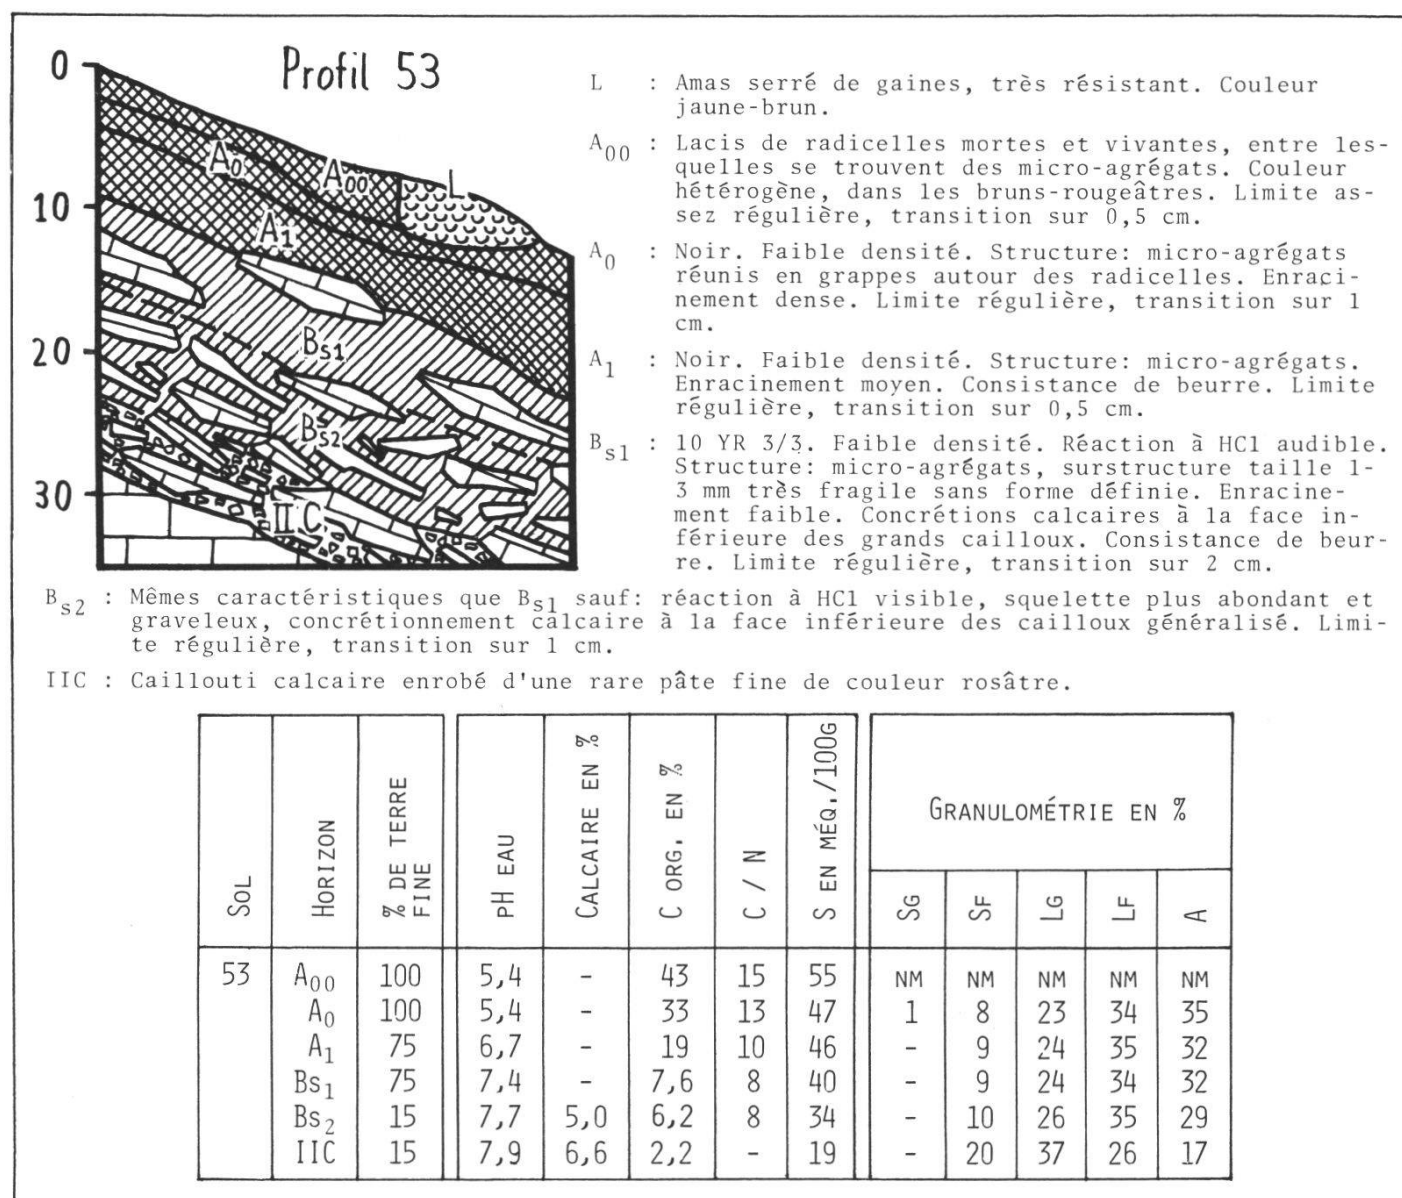 Profil 53
0
10
20
30
A0
A00
L
A1
Bs1
Bs2
IIC
L : Amas serré de gaines, très résistant. Couleur
jaune-brun.
A00 : Lacis de radicelles mortes et vivantes, entre les-
quelles se trouvent des micro-agrégats. Couleur
hétérogène, dans les bruns-rougeâtres. Limite as-
sez régulière, transition sur 0,5 cm.
A0 : Noir. Faible densité. Structure: micro-agrégats
réunis en grappes autour des radicelles. Enraci-
nement dense. Limite régulière, transition sur 1
cm.
A1 : Noir. Faible densité. Structure: micro-agrégats.
Enracinement moyen. Consistance de beurre. Limite
régulière, transition sur 0,5 cm.
Bs1 : 10 YR 3/3. Faible densité. Réaction à HCl audible.
Structure: micro-agrégats, surstructure taille 1-
3 mm très fragile sans forme définie. Enracine-
ment faible. Concrétions calcaires à la face in-
férieure des grands cailloux. Consistance de beur-
re. Limite régulière, transition sur 2 cm.
Bs2 : Mêmes caractéristiques que Bs1 sauf: réaction à HCl visible, squelette plus abondant et
graveleux, concrétionnement calcaire à la face inférieure des cailloux généralisé. Limi-
te régulière, transition sur 1 cm.
IIC : Caillouti calcaire enrobé d'une rare pâte fine de couleur rosâtre.
SOL HORIZON % DE TERRE FINE PH EAU CALCAIRE EN % C ORG. EN % C / N S EN MÉQ./100G GRANULOMÉTRIE EN %
SG SF LG LF A
53 A00 100 5,4 - 43 15 55 NM NM NM NM NM
A0 100 5,4 - 33 13 47 1 8 23 34 35
A1 75 6,7 - 19 10 46 - 9 24 35 32
Bs1 75 7,4 - 7,6 8 40 - 9 24 34 32
Bs2 15 7,7 5,0 6,2 8 34 - 10 26 35 29
IIC 15 7,9 6,6 2,2 - 19 - 20 37 26 17